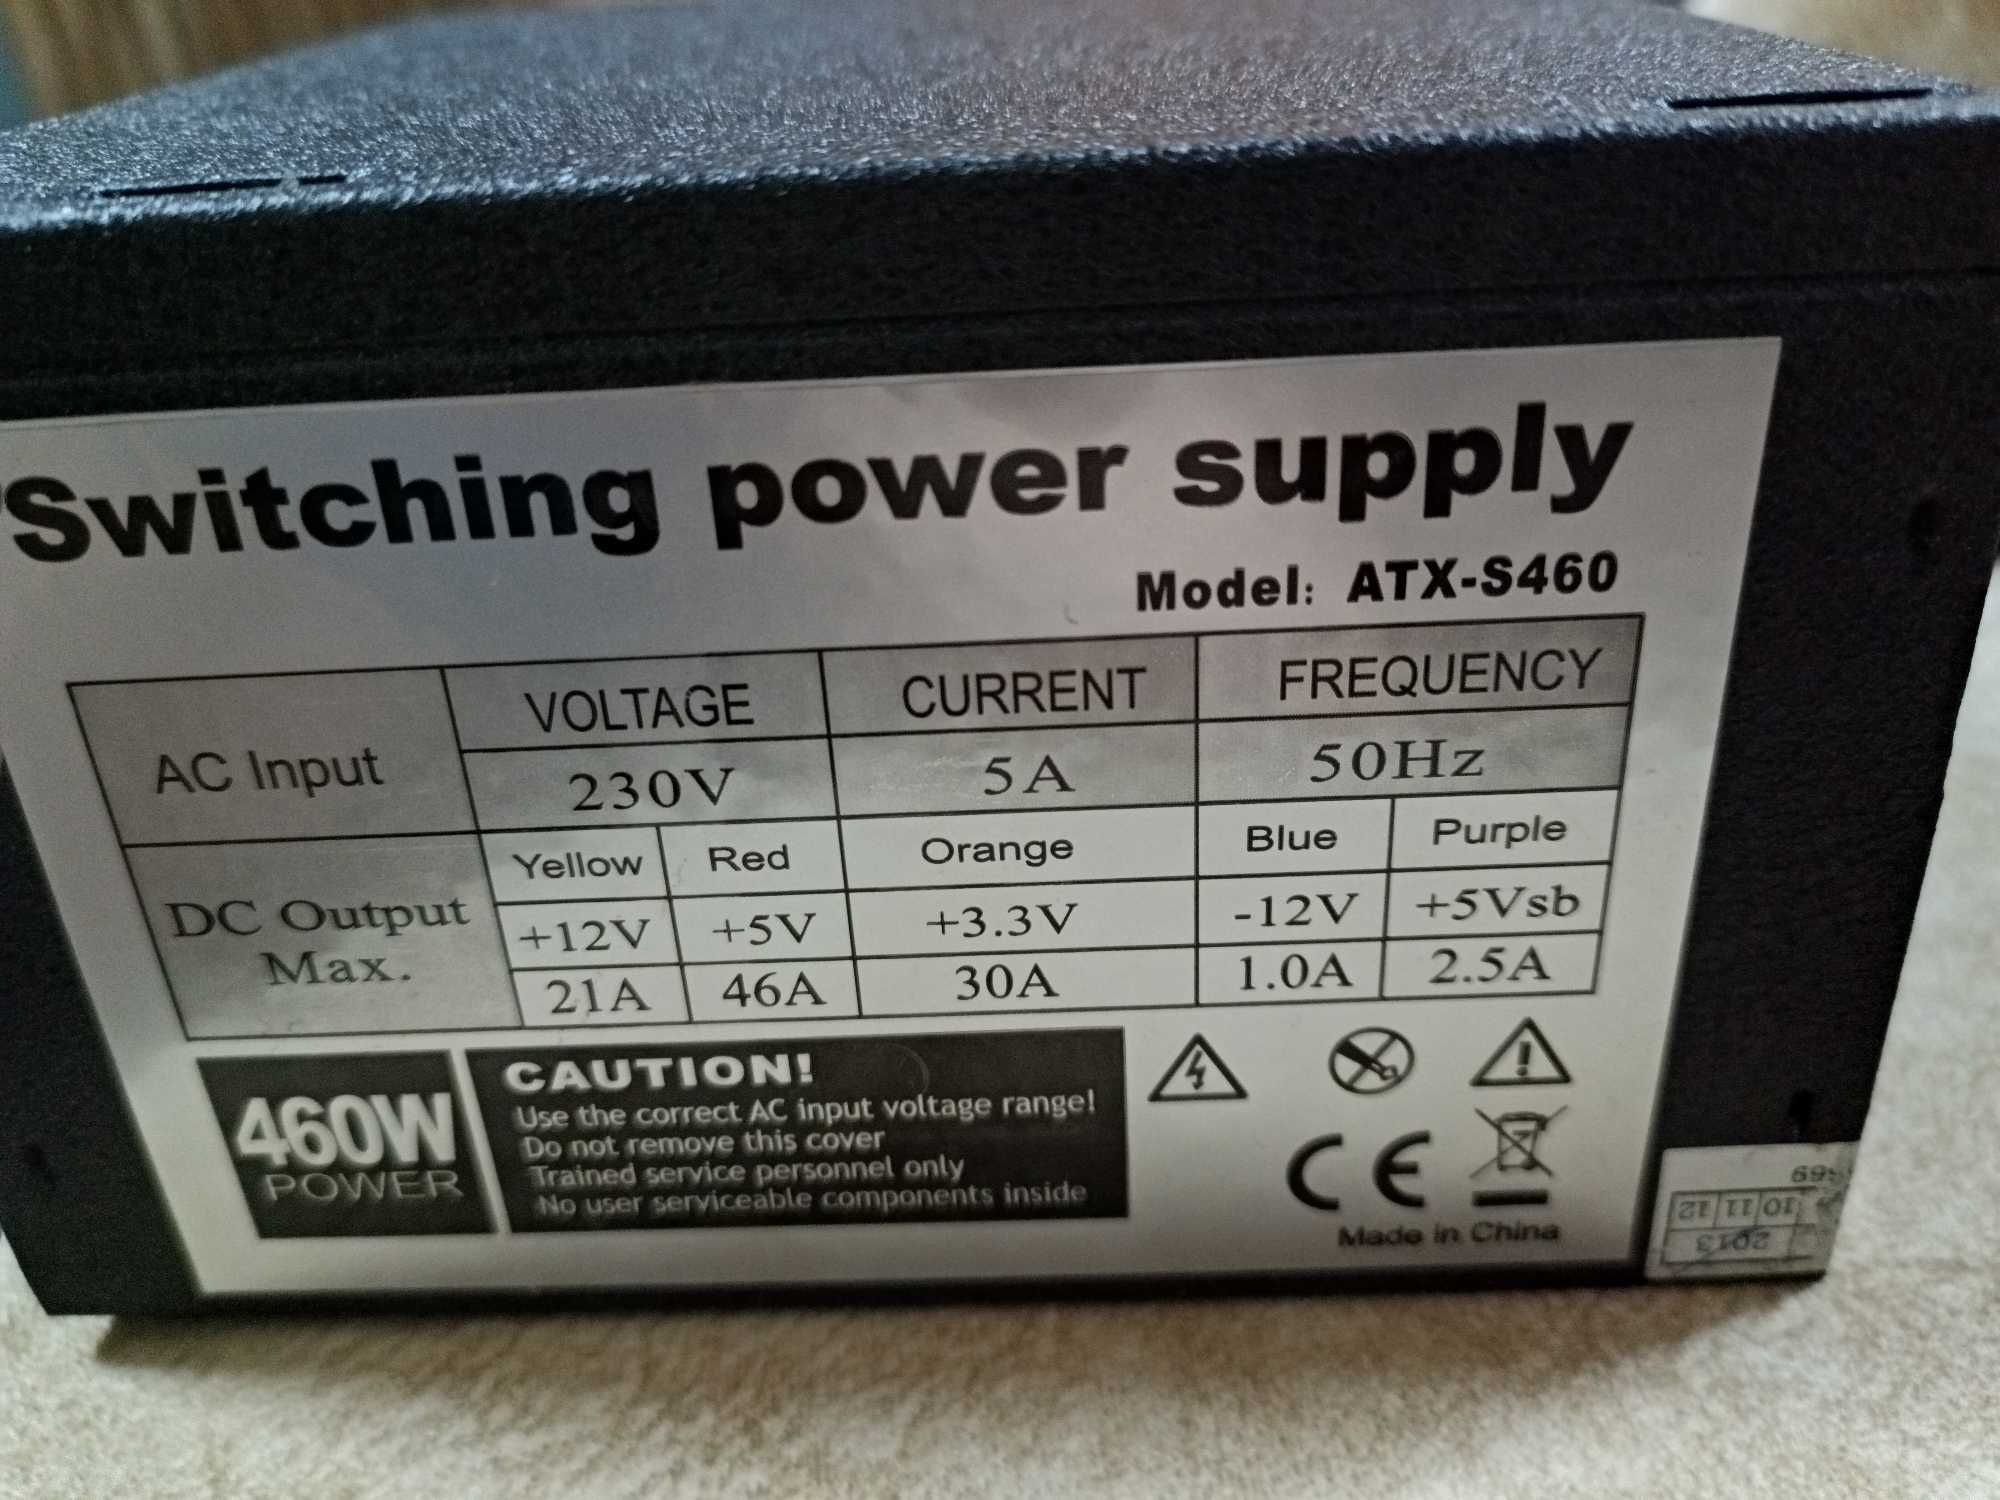 Switching power supply
Model: ATX-S460
AC Input
VOLTAGE CURRENT FREQUENCY
230V 5A 50Hz
DC Output
Max.
Yellow Red Orange Blue Purple
+12V +5V +3.3V -12V +5Vsb
21A 46A 30A 1.0A 2.5A
460W
POWER
CAUTION!
Use the correct AC input voltage range!
Do not remove this cover
Trained service personnel only
No user serviceable components inside
CE
Made in China
2013
10 11 12